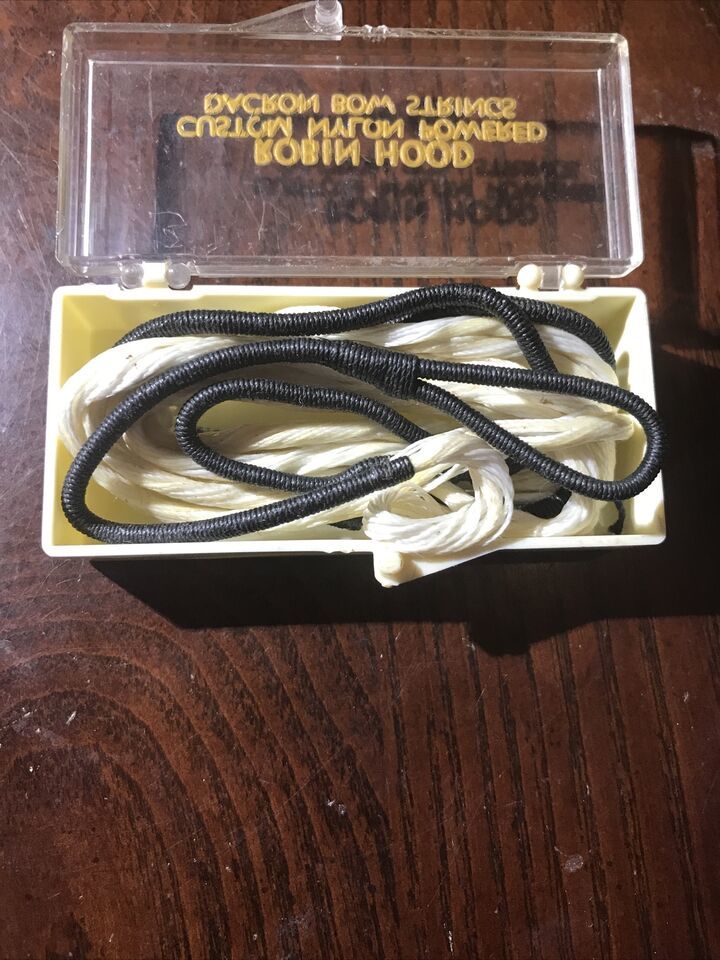 ROBIN HOOD
CUSTOM NYLON POWERED
DACRON BOW STRINGS